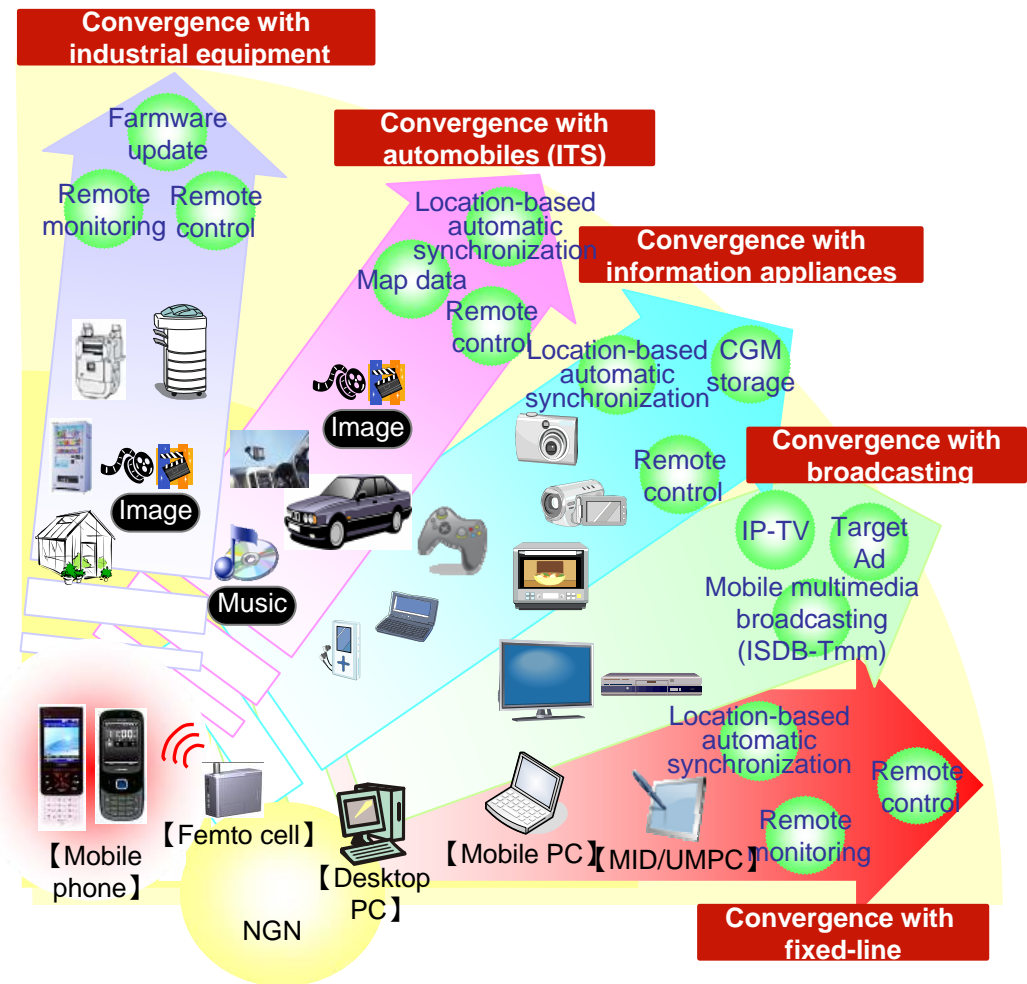 Convergence with
industrial equipment
Farmware
update
Remote
monitoring
Remote
control
Convergence with
automobiles (ITS)
Location-based
automatic
synchronization
Map data
Remote
control
Convergence with
information appliances
Location-based
automatic
synchronization
CGM
storage
Remote
control
Convergence with
broadcasting
IP-TV
Target
Ad
Mobile multimedia
broadcasting
(ISDB-Tmm)
Image
Image
Music
Location-based
automatic
synchronization
Remote
control
Remote
monitoring
【Mobile
phone】
【Femto cell】
【Desktop
PC】
【Mobile PC】
【MID/UMPC】
NGN
Convergence with
fixed-line